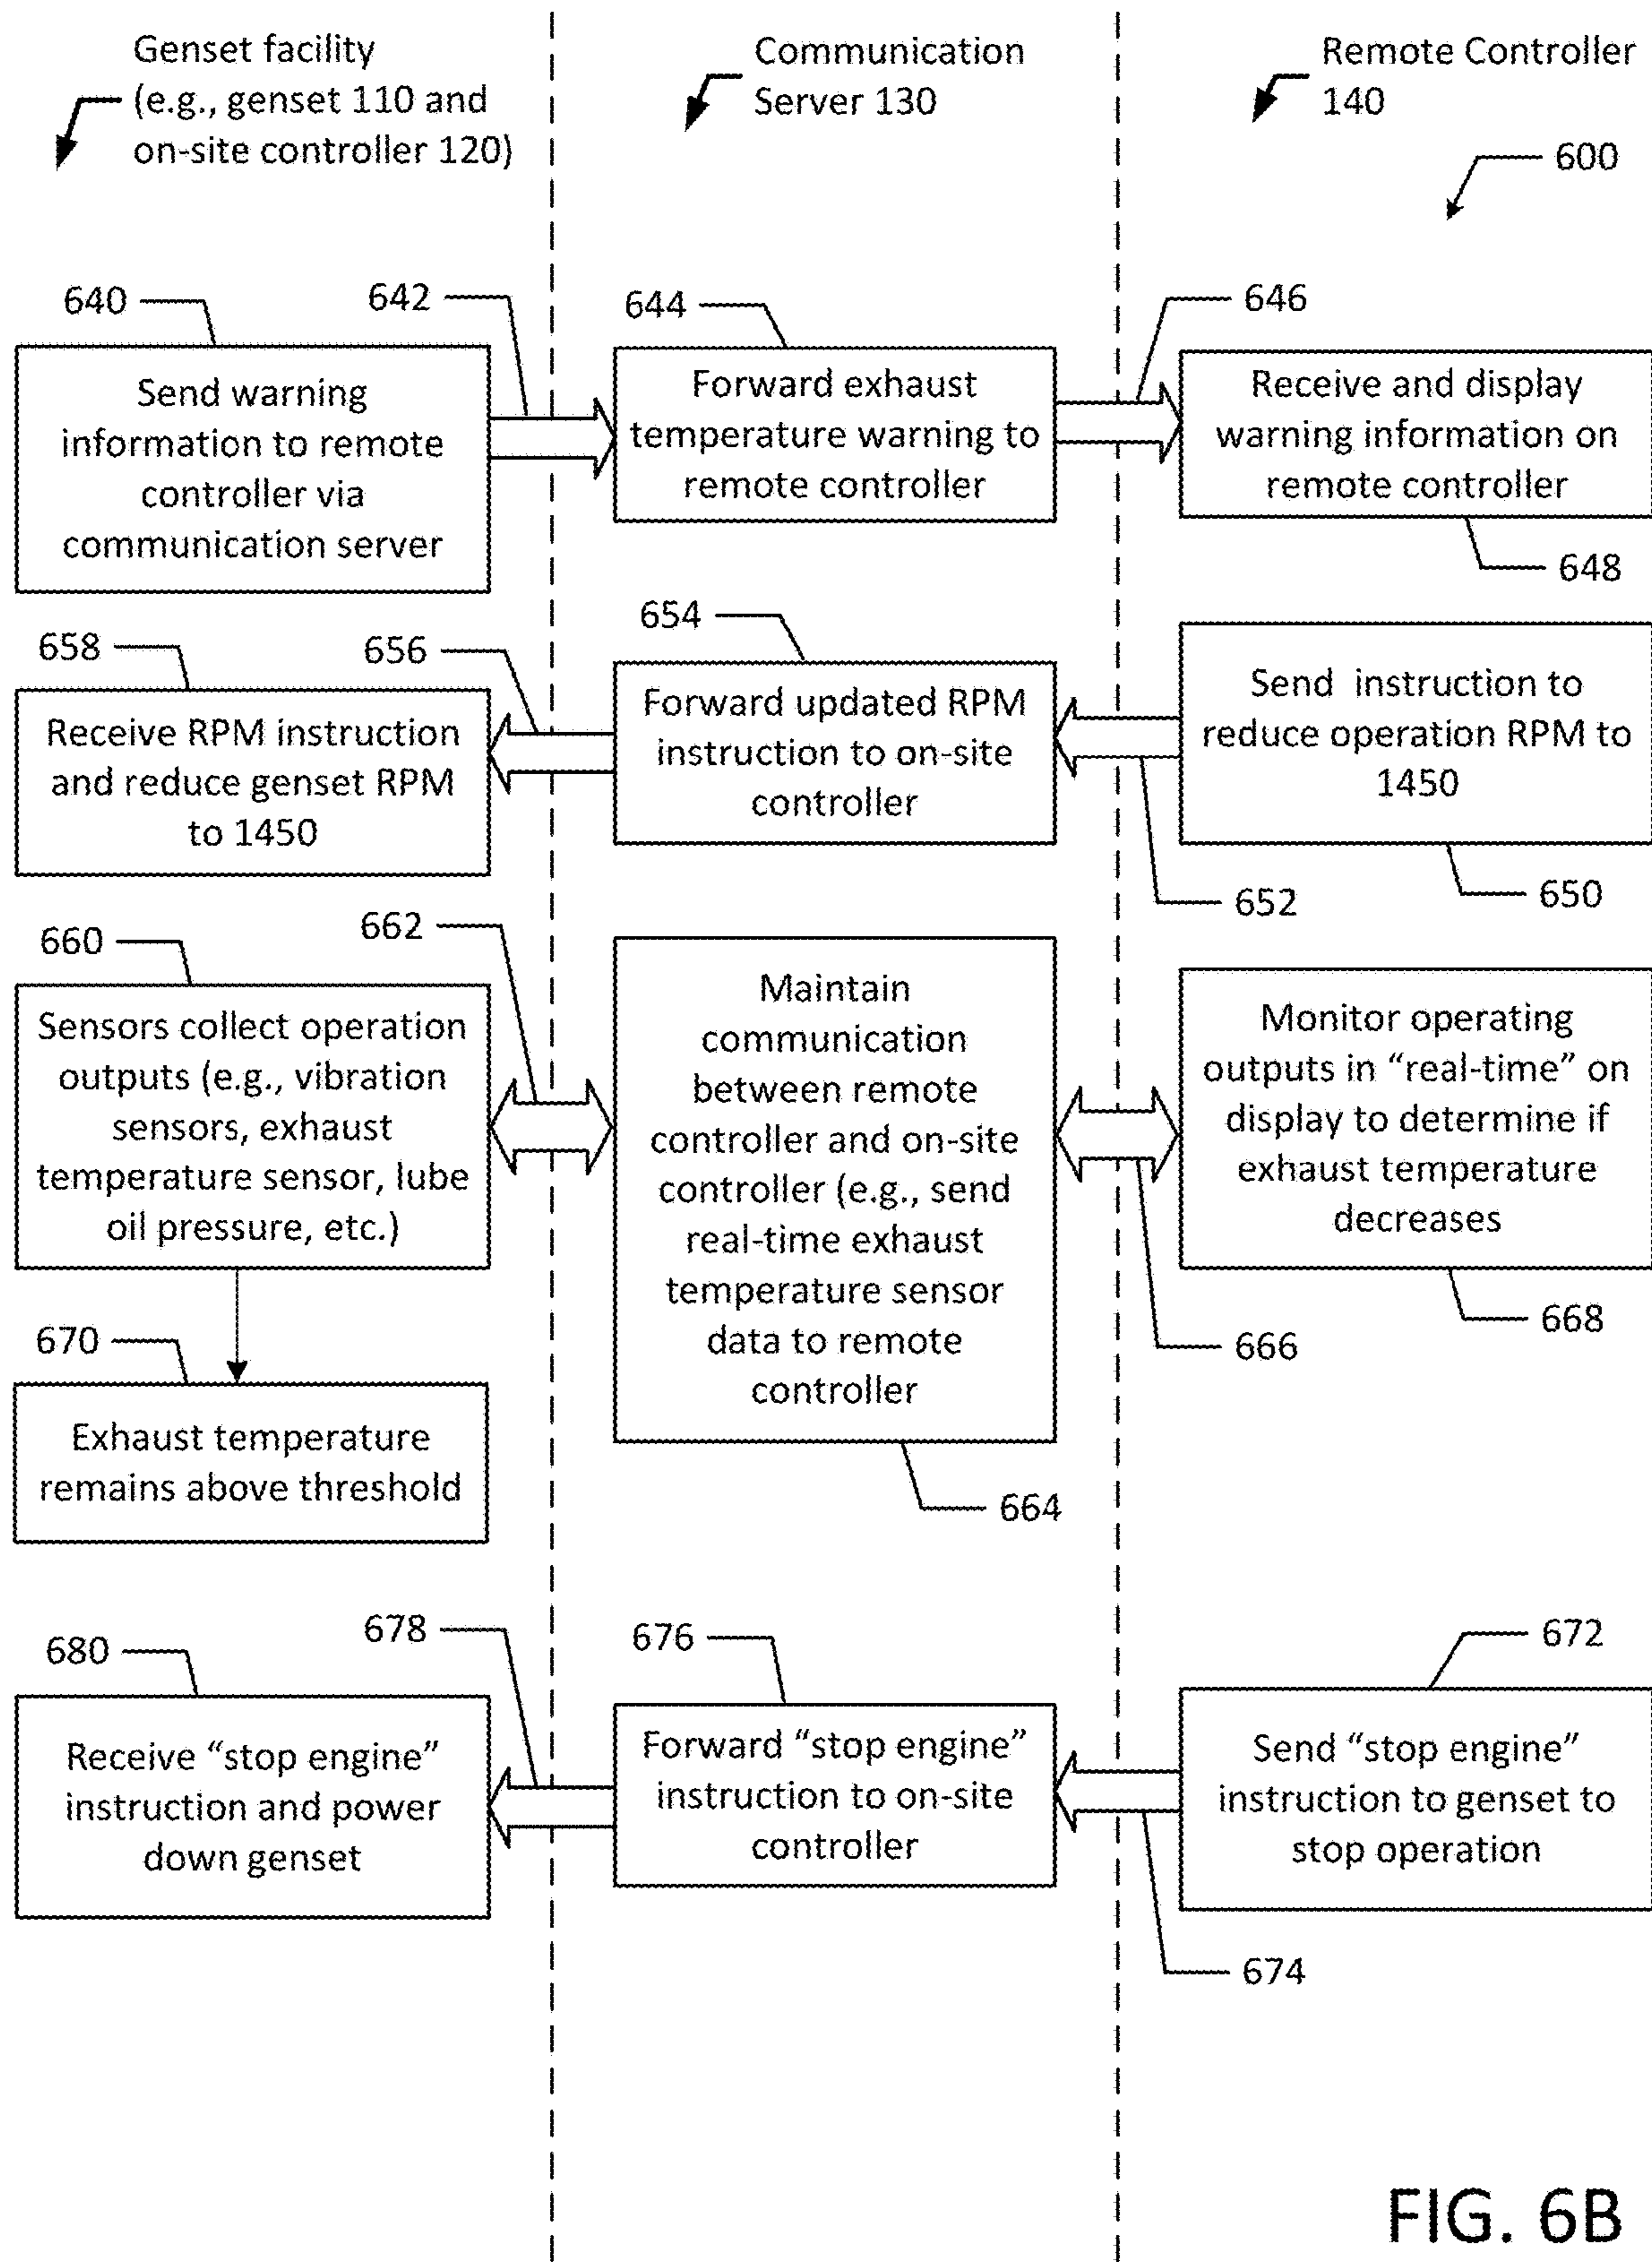 Genset facility
(e.g., genset 110 and
on-site controller 120)
Communication
Server 130
Remote Controller
140
600
640
642
644
646
Send warning
information to remote
controller via
communication server
Forward exhaust
temperature warning to
remote controller
Receive and display
warning information on
remote controller
648
658
656
654
Receive RPM instruction
and reduce genset RPM
to 1450
Forward updated RPM
instruction to on-site
controller
Send instruction to
reduce operation RPM to
1450
652
650
660
662
Sensors collect operation
outputs (e.g., vibration
sensors, exhaust
temperature sensor, lube
oil pressure, etc.)
Maintain
communication
between remote
controller and on-site
controller (e.g., send
real-time exhaust
temperature sensor
data to remote
controller
Monitor operating
outputs in “real-time” on
display to determine if
exhaust temperature
decreases
670
666
668
Exhaust temperature
remains above threshold
664
680
678
676
672
Receive “stop engine”
instruction and power
down genset
Forward “stop engine”
instruction to on-site
controller
Send “stop engine”
instruction to genset to
stop operation
674
FIG. 6B